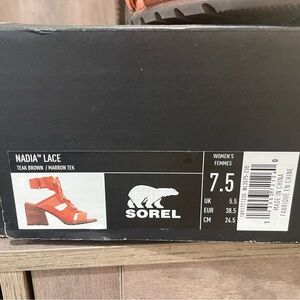 NADIA™ LACE
TEAK BROWN / MARRON TEK
SOREL
WOMEN'S
FEMMES
7.5
UK 5.5
EUR 38.5
CM 24.5
MADE IN CHINA
FABRIQUÉ EN CHINE